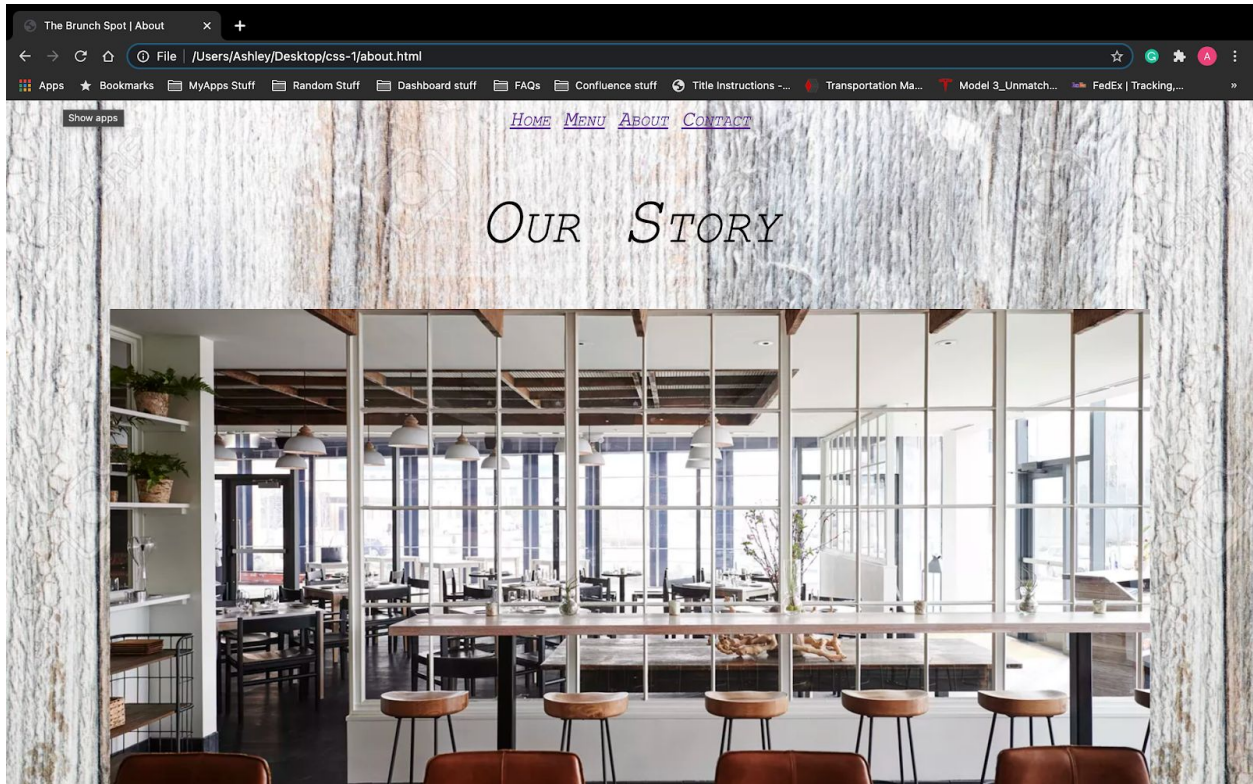 The Brunch Spot | About
File | /Users/Ashley/Desktop/css-1/about.html
A
Apps Bookmarks MyApps Stuff Random Stuff Dashboard stuff FAQs Confluence stuff Title Instructions -... Transportation Ma... Model 3_Unmatch... FedEx | Tracking,... »
Show apps
Home Menu About Contact
Our Story